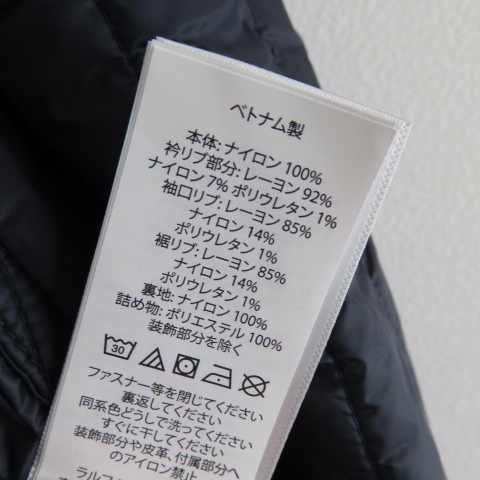 ベトナム製
本体: ナイロン 100%
衿リブ部分: レーヨン 92%
ナイロン 7% ポリウレタン 1%
袖口リブ: レーヨン 85%
ナイロン 14%
ポリウレタン 1%
裾リブ: レーヨン 85%
ナイロン 14%
ポリウレタン 1%
裏地: ナイロン 100%
詰め物: ポリエステル 100%
装飾部分を除く
30
ファスナー等を閉じてください
裏返してください
同系色どうしで洗ってください
すぐに干してください
装飾部分や皮革、付属部分へ
のアイロン禁止
ラルフ